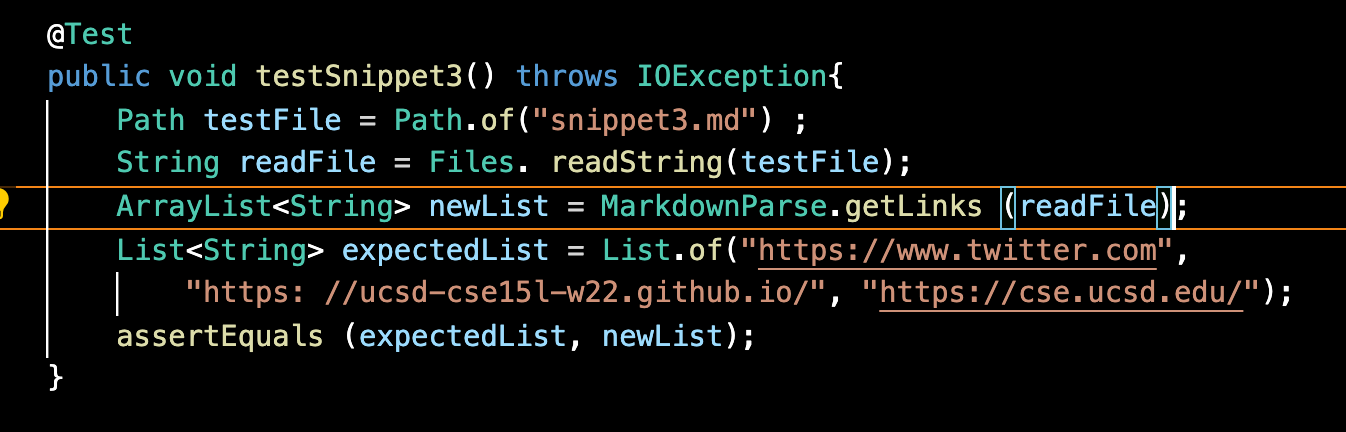 @Test
public void testSnippet3() throws IOException{
Path testFile = Path.of("snippet3.md") ;
String readFile = Files. readString(testFile);
ArrayList<String> newList = MarkdownParse.getLinks (readFile);
List<String> expectedList = List.of("https://www.twitter.com",
"https: //ucsd-cse15l-w22.github.io/", "https://cse.ucsd.edu/");
assertEquals (expectedList, newList);
}